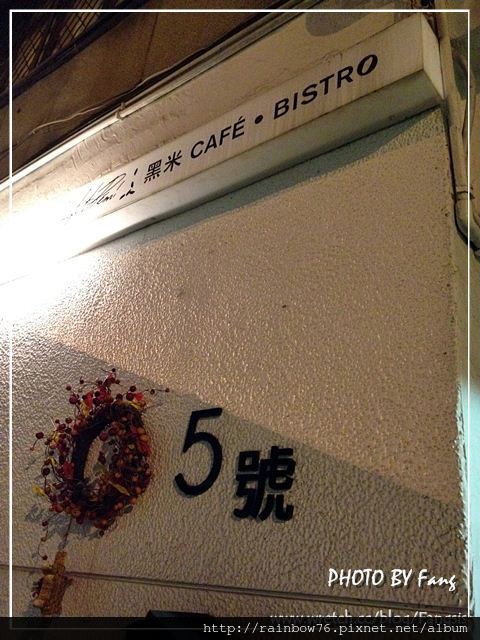 黑米 CAFÉ • BISTRO
5號
PHOTO BY Fang
http://rainbow76.pixnet.net/album